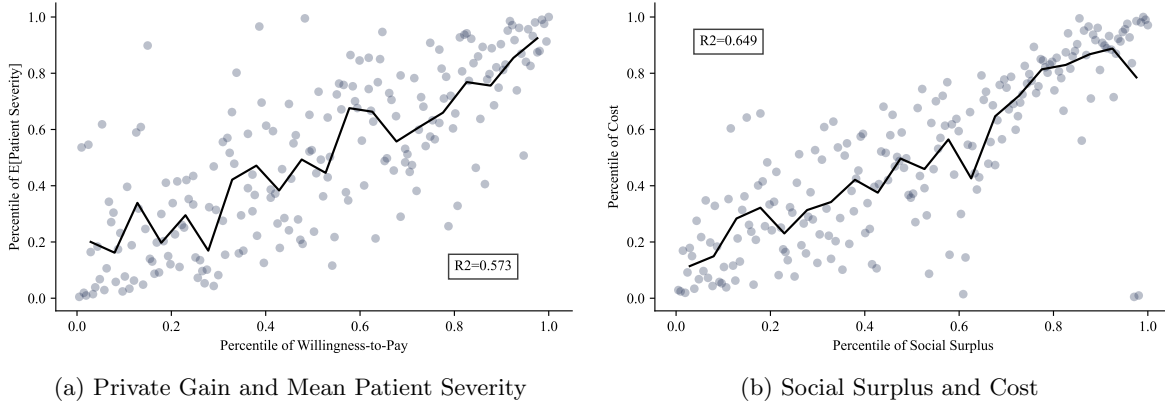 1.0
0.8
0.6
0.4
0.2
0.0
Percentile of E[Patient Severity]
R2=0.573
0.0 0.2 0.4 0.6 0.8 1.0
Percentile of Willingness-to-Pay
(a) Private Gain and Mean Patient Severity
1.0
0.8
0.6
0.4
0.2
0.0
Percentile of Cost
R2=0.649
0.0 0.2 0.4 0.6 0.8 1.0
Percentile of Social Surplus
(b) Social Surplus and Cost